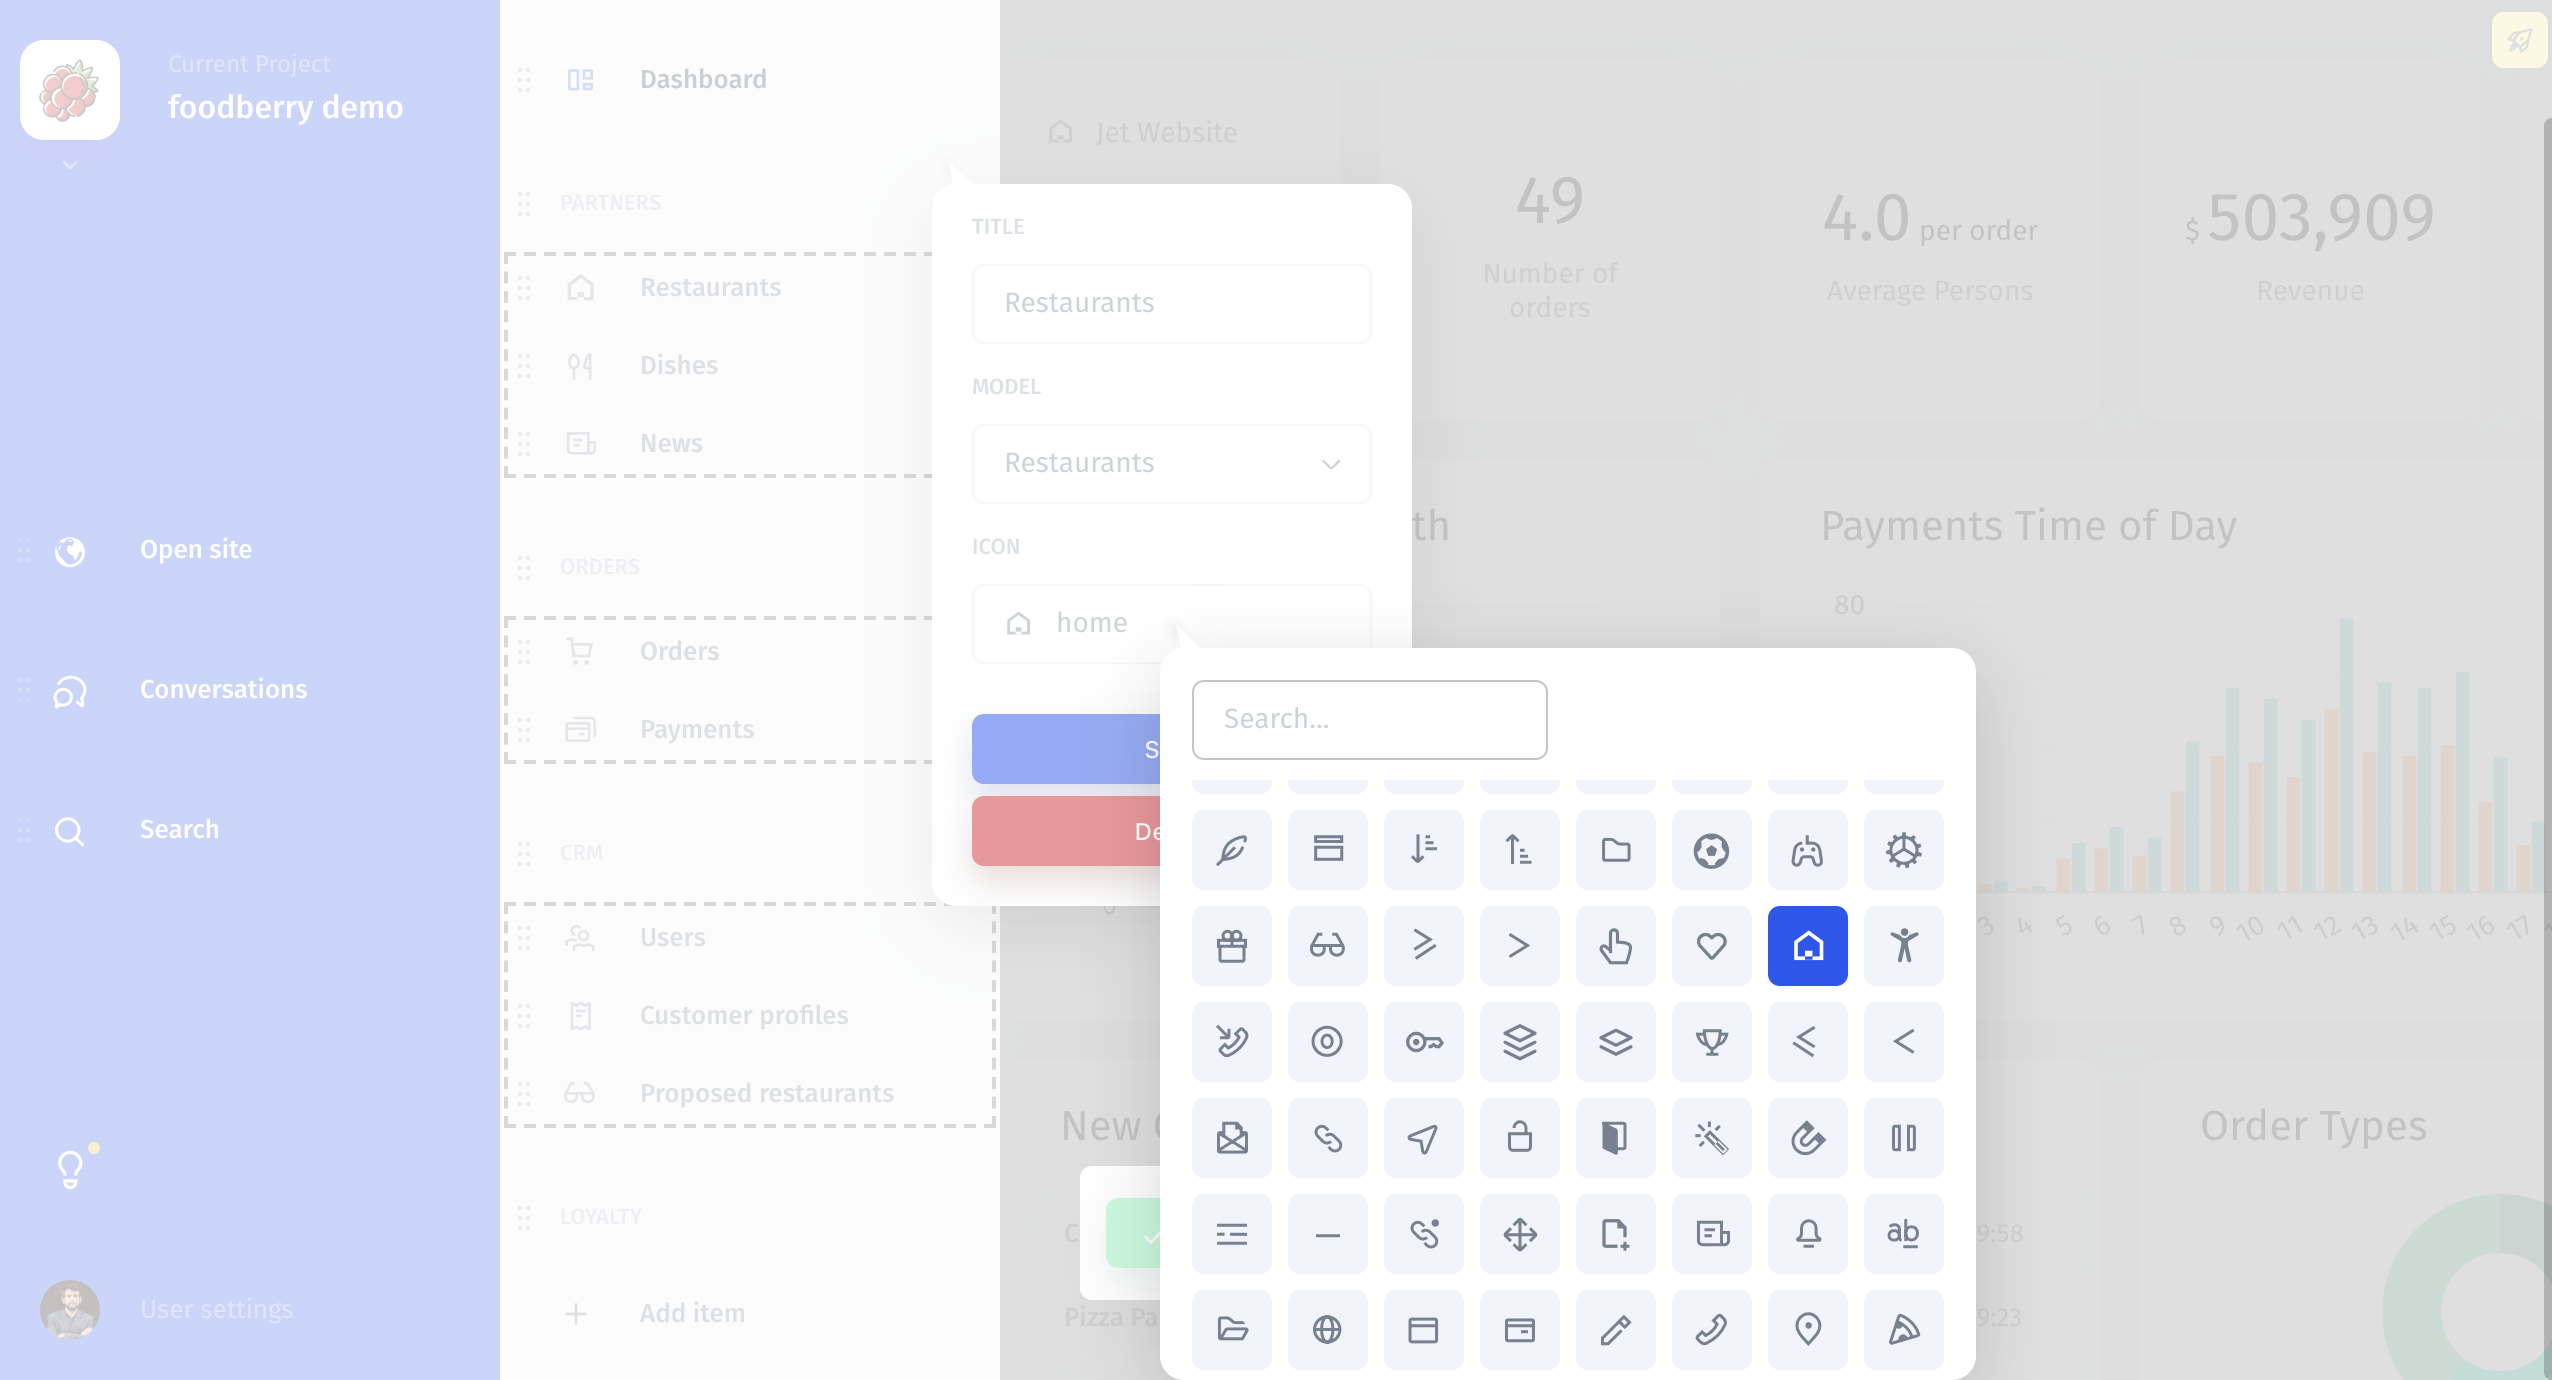 Current Project
foodberry demo
Open site
Conversations
Search
User settings
Dashboard
PARTNERS
Restaurants
Dishes
News
ORDERS
Orders
Payments
CRM
Users
Customer profiles
Proposed restaurants
LOYALTY
Add item
Jet Website
TITLE
Restaurants
MODEL
Restaurants
ICON
home
S
De
Search...
ab
49
Number of
orders
4.0 per order
Average Persons
$ 503,909
Revenue
th
Payments Time of Day
80
0
3 4 5 6 7 8 9 10 11 12 13 14 15 16 17
New
C
9:58
Pizza Pa
9:23
Order Types